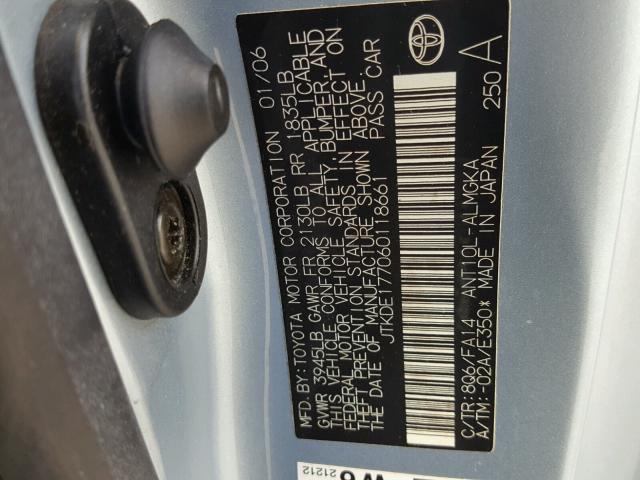 MFD.BY:TOYOTA MOTOR CORPORATION 01/06
GVWR 3945LB GAWR FR 2130LB RR 1835LB
THIS VEHICLE CONFORMS TO ALL APPLICABLE
FEDERAL MOTOR VEHICLE SAFETY, BUMPER, AND
THEFT PREVENTION STANDARDS IN EFFECT ON
THE DATE OF MANUFACTURE SHOWN ABOVE.
JTKDE177060118661 PASS CAR
C/TR:8Q6/FA14 ANT10L-ALMGKA
A/TM:-02A/E350* MADE IN JAPAN
250 A
21212